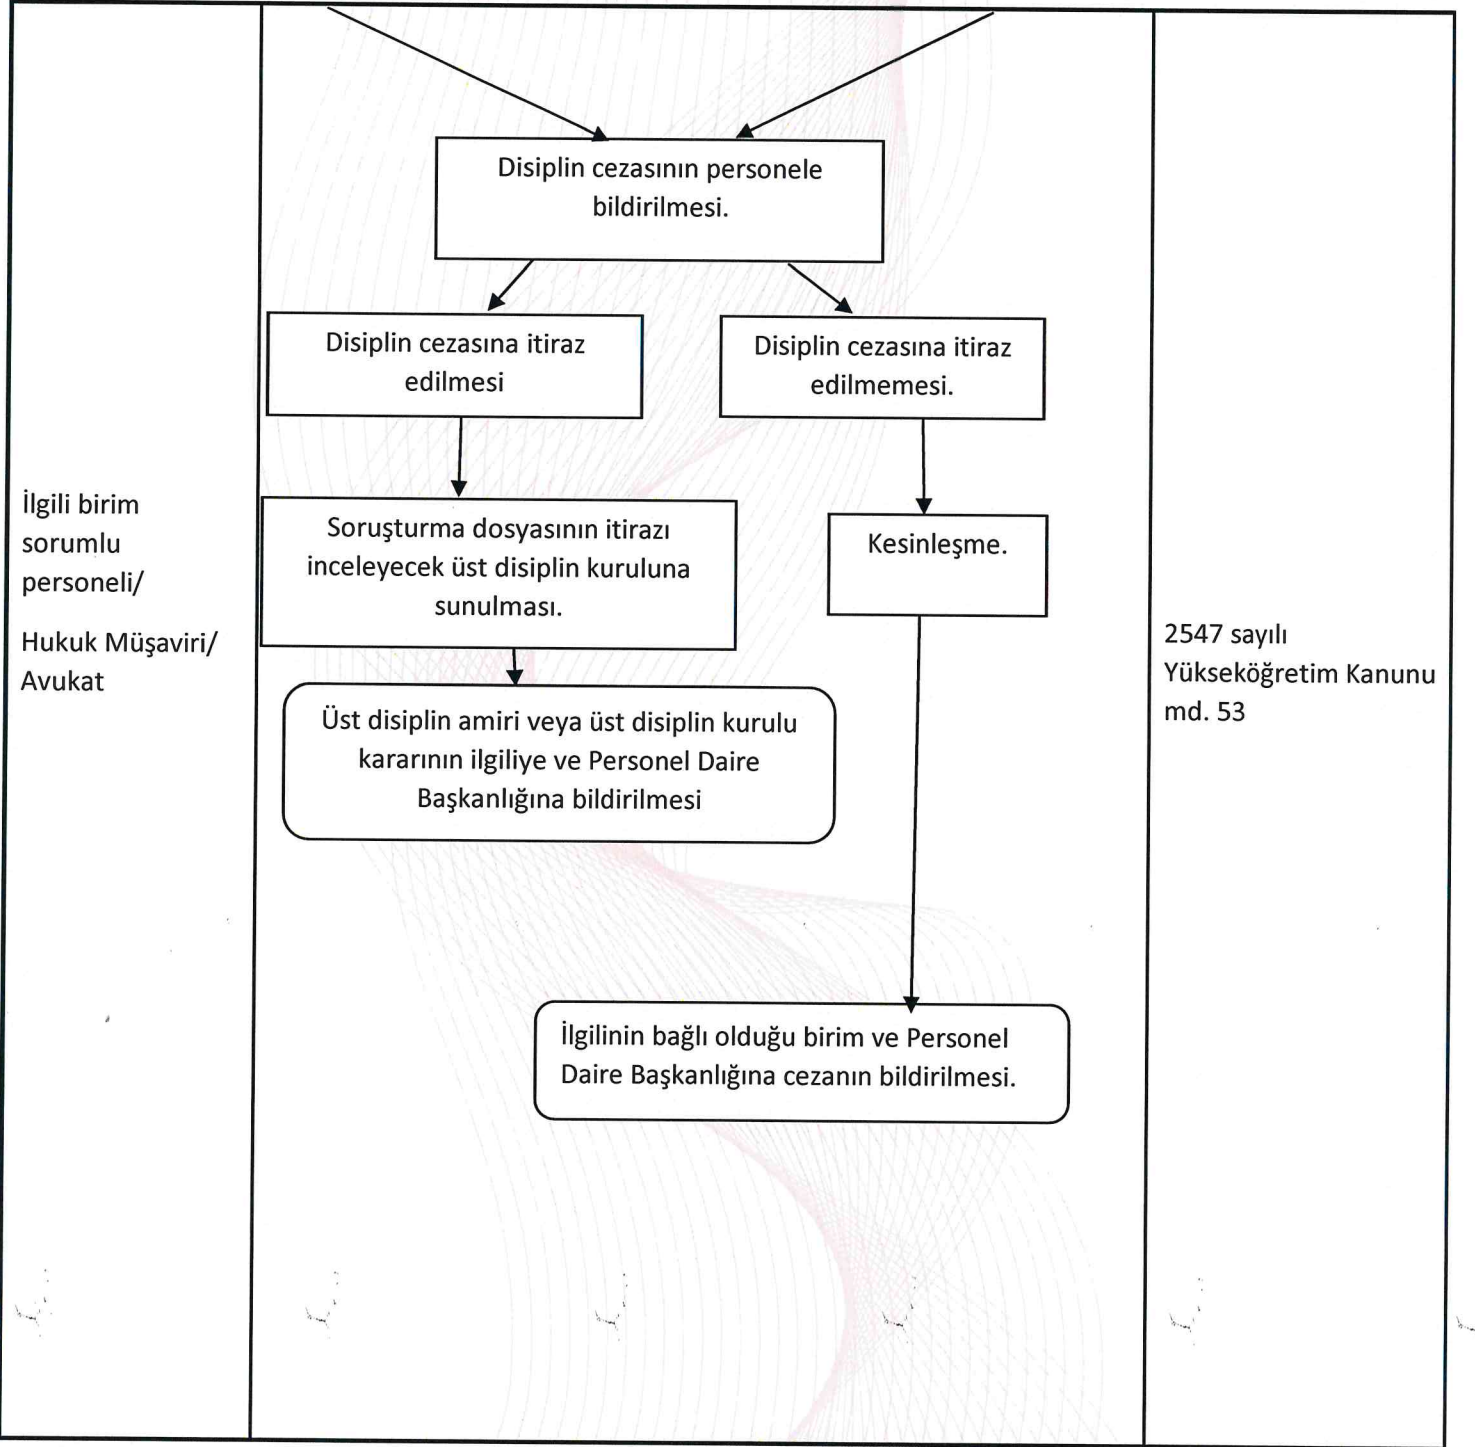 Disiplin cezasının personele
bildirilmesi.
Disiplin cezasına itiraz
edilmesi
Disiplin cezasına itiraz
edilmemesi.
İlgili birim
sorumlu
personeli/
Hukuk Müşaviri/
Avukat
Soruşturma dosyasının itirazı
inceleyecek üst disiplin kuruluna
sunulması.
Kesinleşme.
2547 sayılı
Yükseköğretim Kanunu
md. 53
Üst disiplin amiri veya üst disiplin kurulu
kararının ilgiliye ve Personel Daire
Başkanlığına bildirilmesi
İlgilinin bağlı olduğu birim ve Personel
Daire Başkanlığına cezanın bildirilmesi.